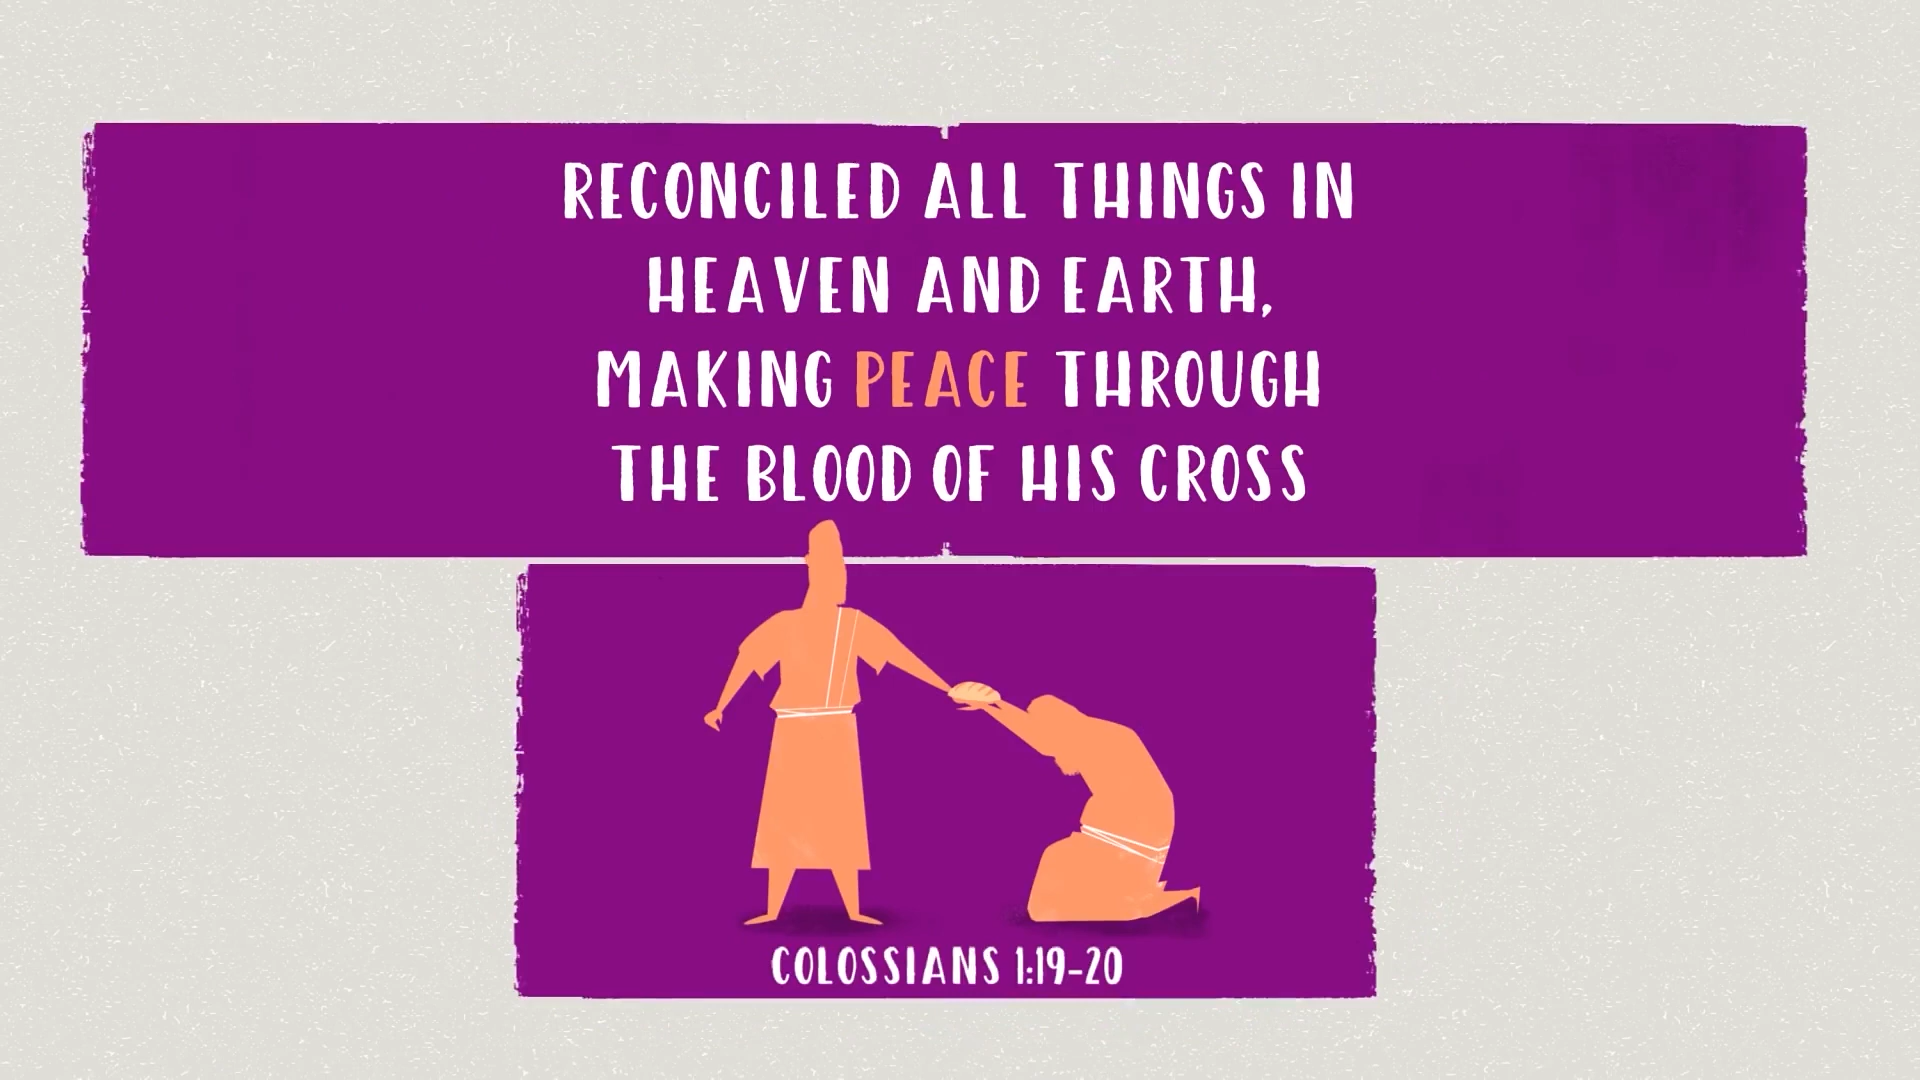 RECONCILED ALL THINGS IN
HEAVEN AND EARTH,
MAKING PEACE THROUGH
THE BLOOD OF HIS CROSS
COLOSSIANS 1:19-20